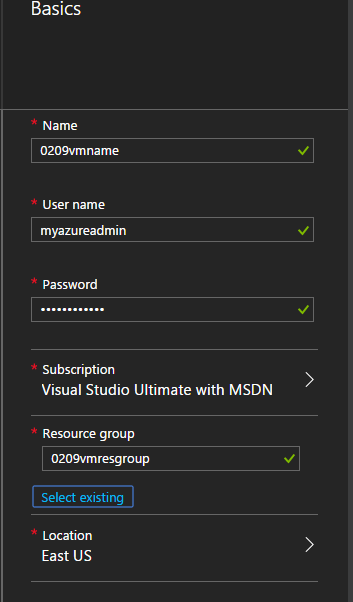 Basics
* Name
0209vmname
* User name
myazureadmin
* Password
••••••••••••
* Subscription
Visual Studio Ultimate with MSDN
* Resource group
0209vmresgroup
Select existing
* Location
East US